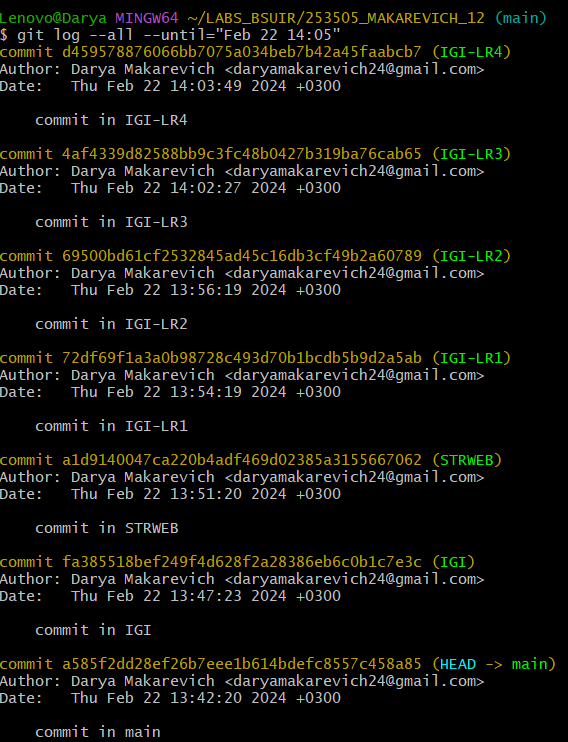 Lenovo@Darya MINGW64 ~/LABS_BSUIR/253505_MAKAREVICH_12 (main)
$ git log --all --until="Feb 22 14:05"
commit d459578876066bb7075a034beb7b42a45faabcb7 (IGI-LR4)
Author: Darya Makarevich <daryamakarevich24@gmail.com>
Date:   Thu Feb 22 14:03:49 2024 +0300

    commit in IGI-LR4

commit 4af4339d82588bb9c3fc48b0427b319ba76cab65 (IGI-LR3)
Author: Darya Makarevich <daryamakarevich24@gmail.com>
Date:   Thu Feb 22 14:02:27 2024 +0300

    commit in IGI-LR3

commit 69500bd61cf2532845ad45c16db3cf49b2a60789 (IGI-LR2)
Author: Darya Makarevich <daryamakarevich24@gmail.com>
Date:   Thu Feb 22 13:56:19 2024 +0300

    commit in IGI-LR2

commit 72df69f1a3a0b98728c493d70b1bcdb5b9d2a5ab (IGI-LR1)
Author: Darya Makarevich <daryamakarevich24@gmail.com>
Date:   Thu Feb 22 13:54:19 2024 +0300

    commit in IGI-LR1

commit a1d9140047ca220b4adf469d02385a3155667062 (STRWEB)
Author: Darya Makarevich <daryamakarevich24@gmail.com>
Date:   Thu Feb 22 13:51:20 2024 +0300

    commit in STRWEB

commit fa385518bef249f4d628f2a28386eb6c0b1c7e3c (IGI)
Author: Darya Makarevich <daryamakarevich24@gmail.com>
Date:   Thu Feb 22 13:47:23 2024 +0300

    commit in IGI

commit a585f2dd28ef26b7eee1b614bdefc8557c458a85 (HEAD -> main)
Author: Darya Makarevich <daryamakarevich24@gmail.com>
Date:   Thu Feb 22 13:42:20 2024 +0300

    commit in main